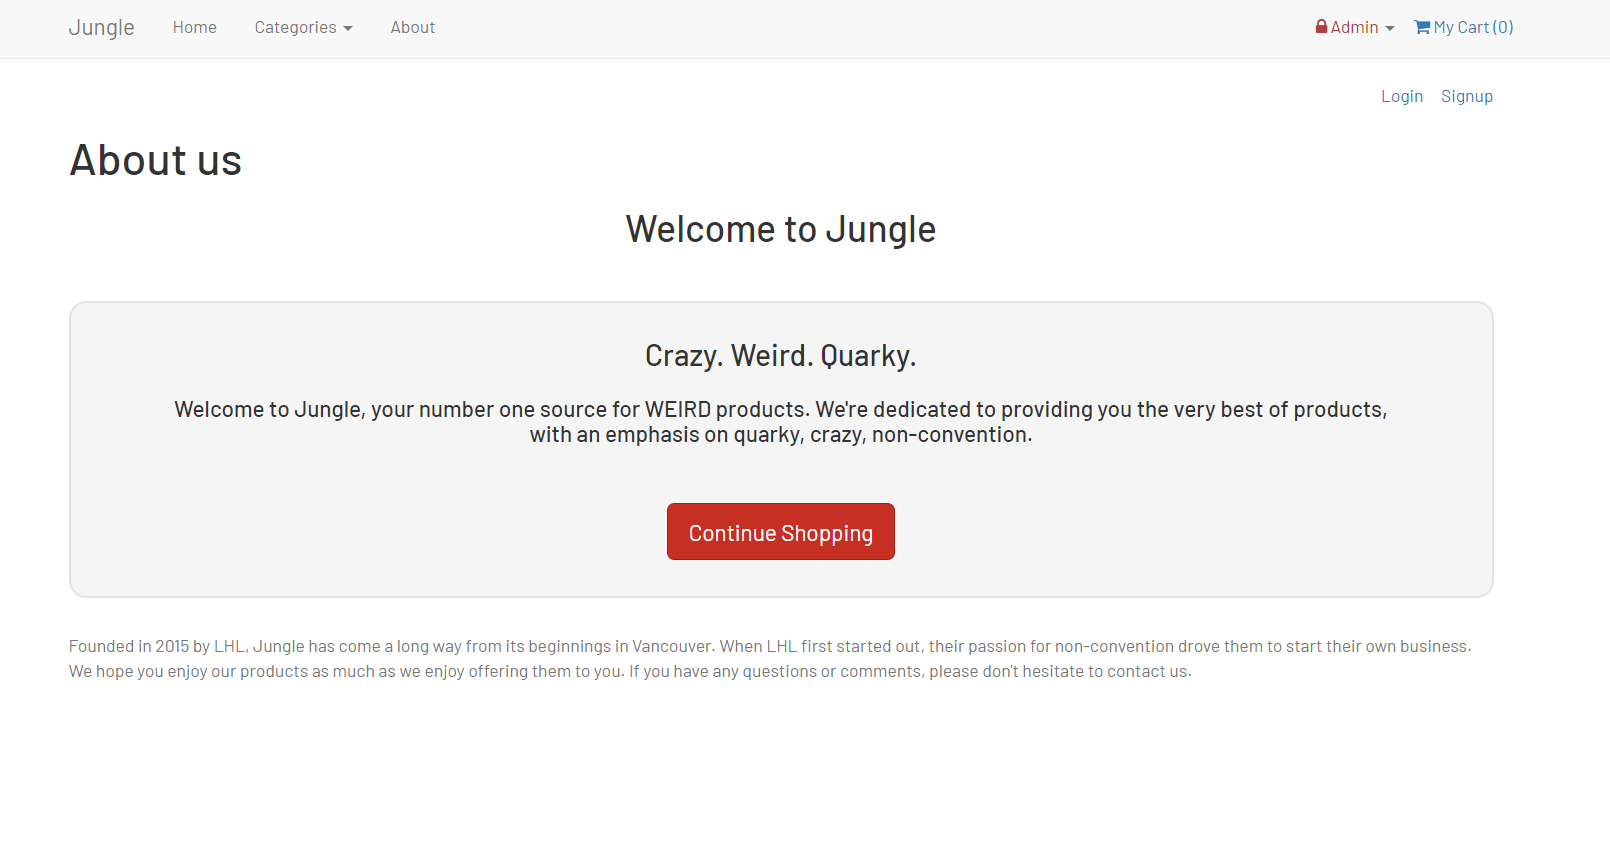 Jungle Home Categories About Admin My Cart (0)
Login Signup
About us
Welcome to Jungle
Crazy. Weird. Quarky.
Welcome to Jungle, your number one source for WEIRD products. We're dedicated to providing you the very best of products,
with an emphasis on quarky, crazy, non-convention.
Continue Shopping
Founded in 2015 by LHL, Jungle has come a long way from its beginnings in Vancouver. When LHL first started out, their passion for non-convention drove them to start their own business.
We hope you enjoy our products as much as we enjoy offering them to you. If you have any questions or comments, please don't hesitate to contact us.